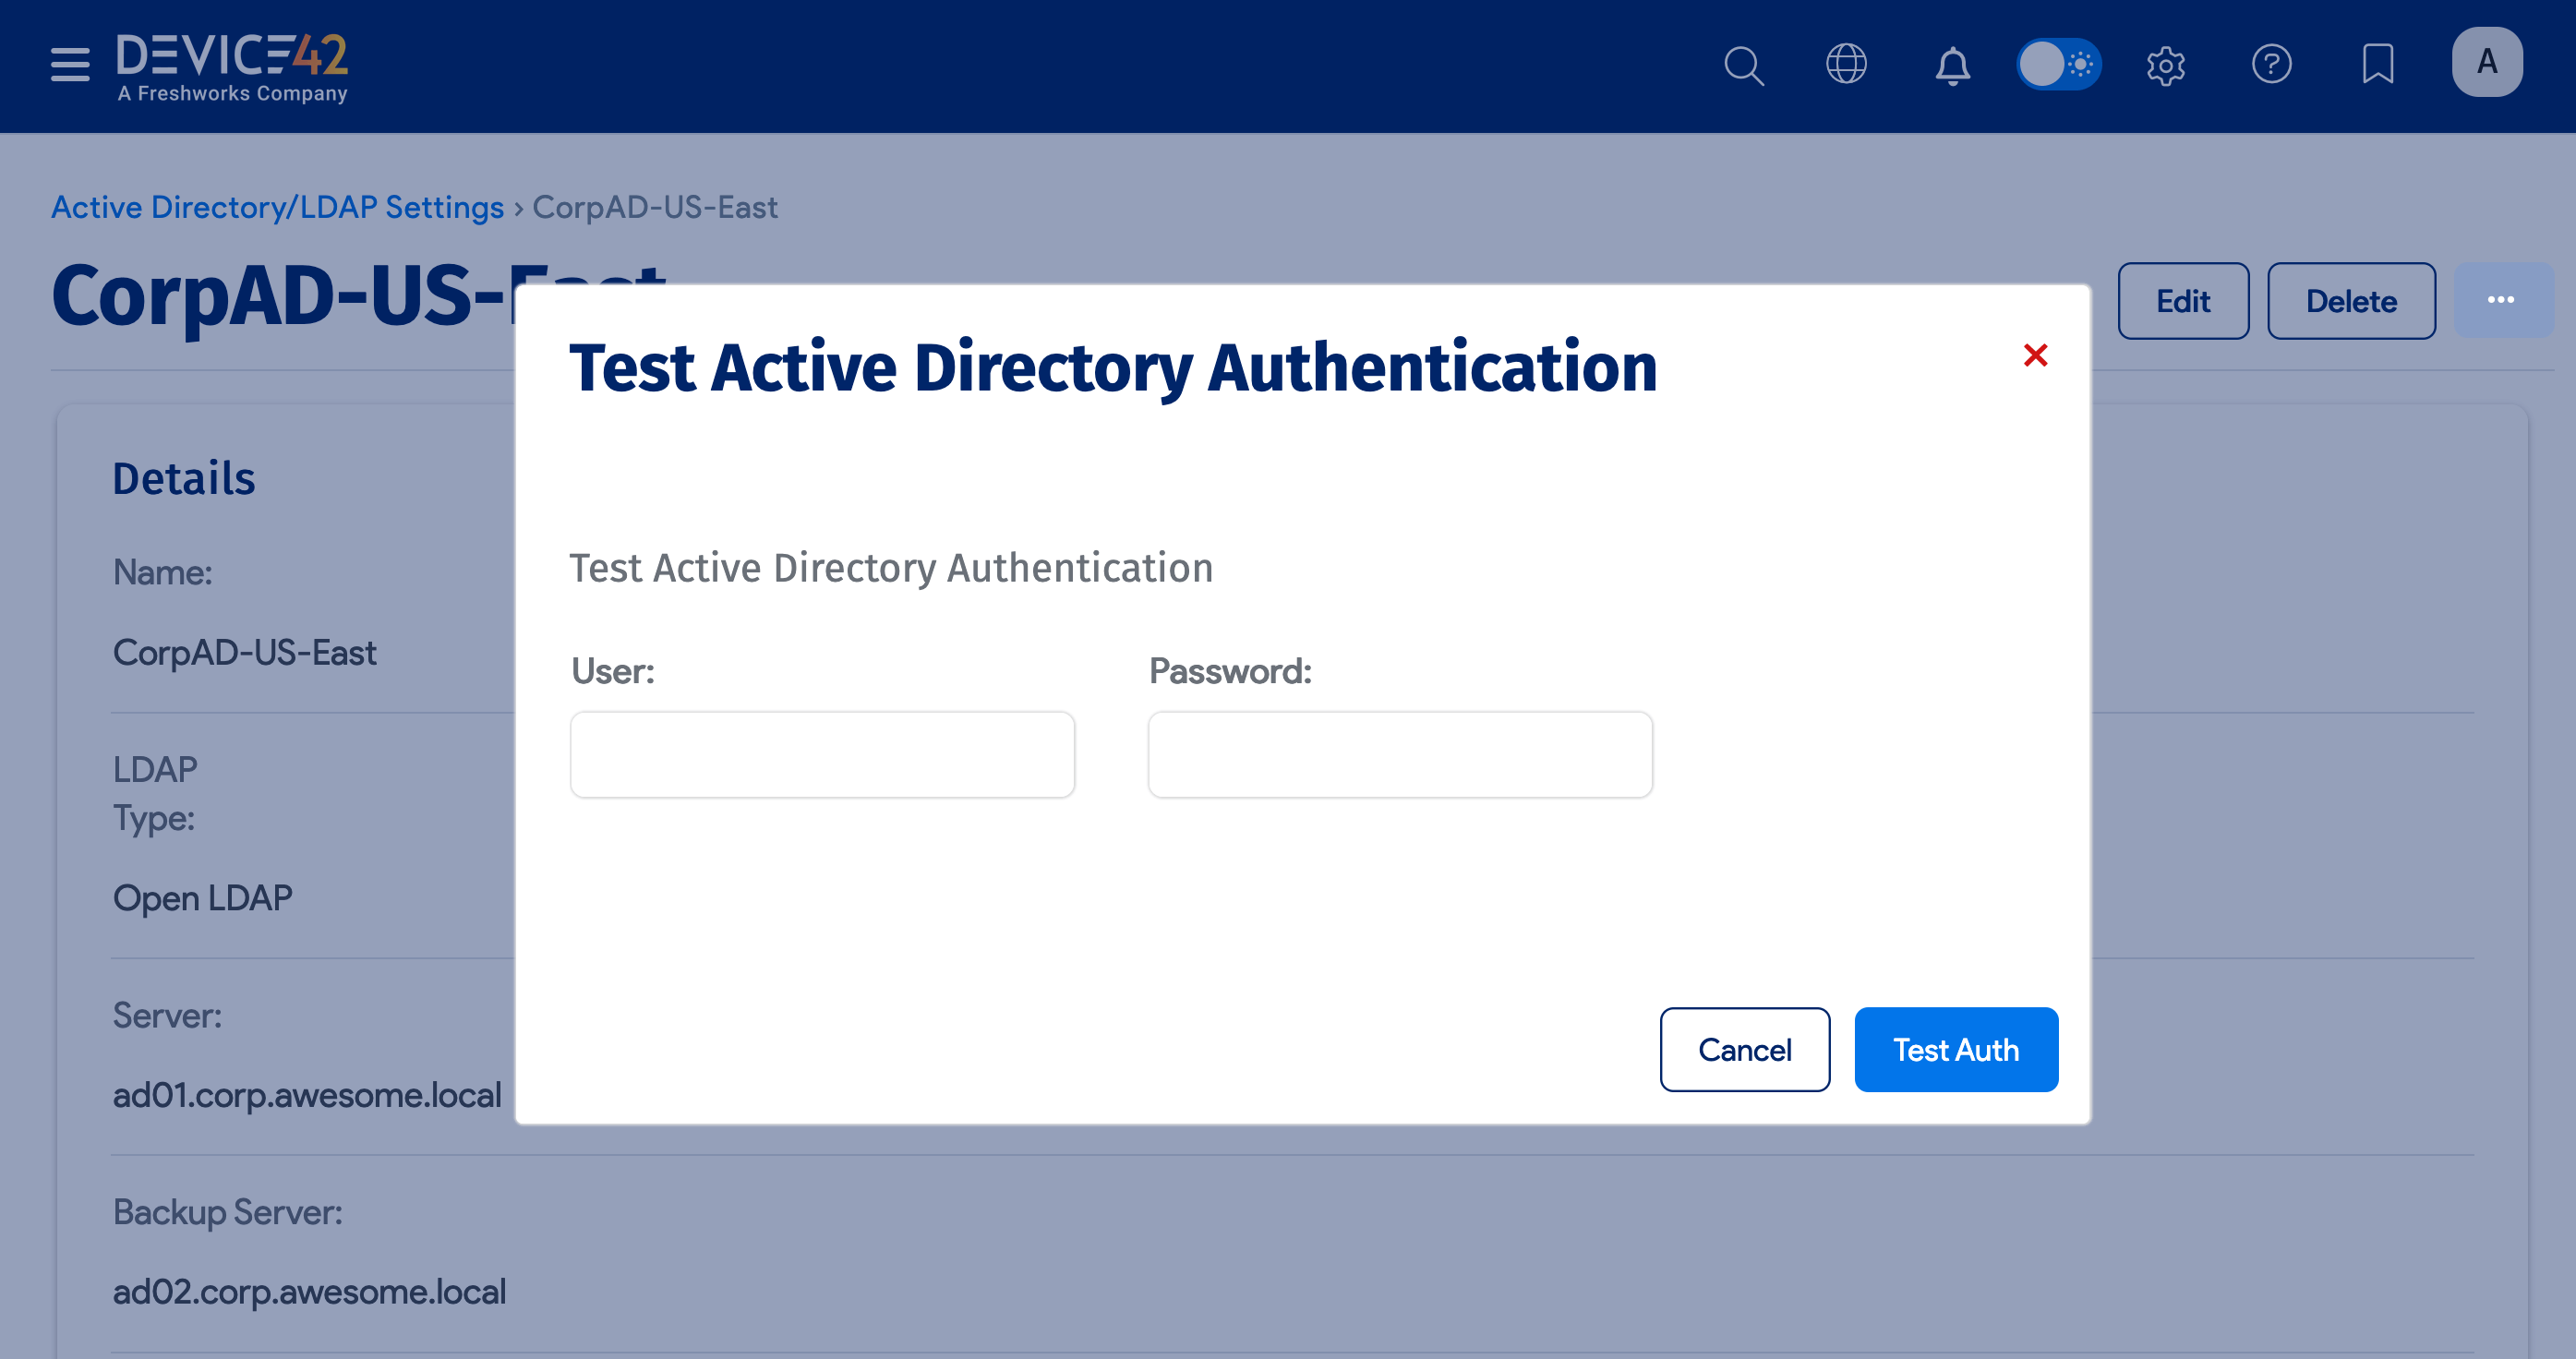 DEVICE42
A Freshworks Company
A
Active Directory/LDAP Settings › CorpAD-US-East
CorpAD-US-East
Edit
Delete
Test Active Directory Authentication
Details
Test Active Directory Authentication
Name:
CorpAD-US-East
User:
Password:
LDAP
Type:
Open LDAP
Server:
ad01.corp.awesome.local
Cancel
Test Auth
Backup Server:
ad02.corp.awesome.local